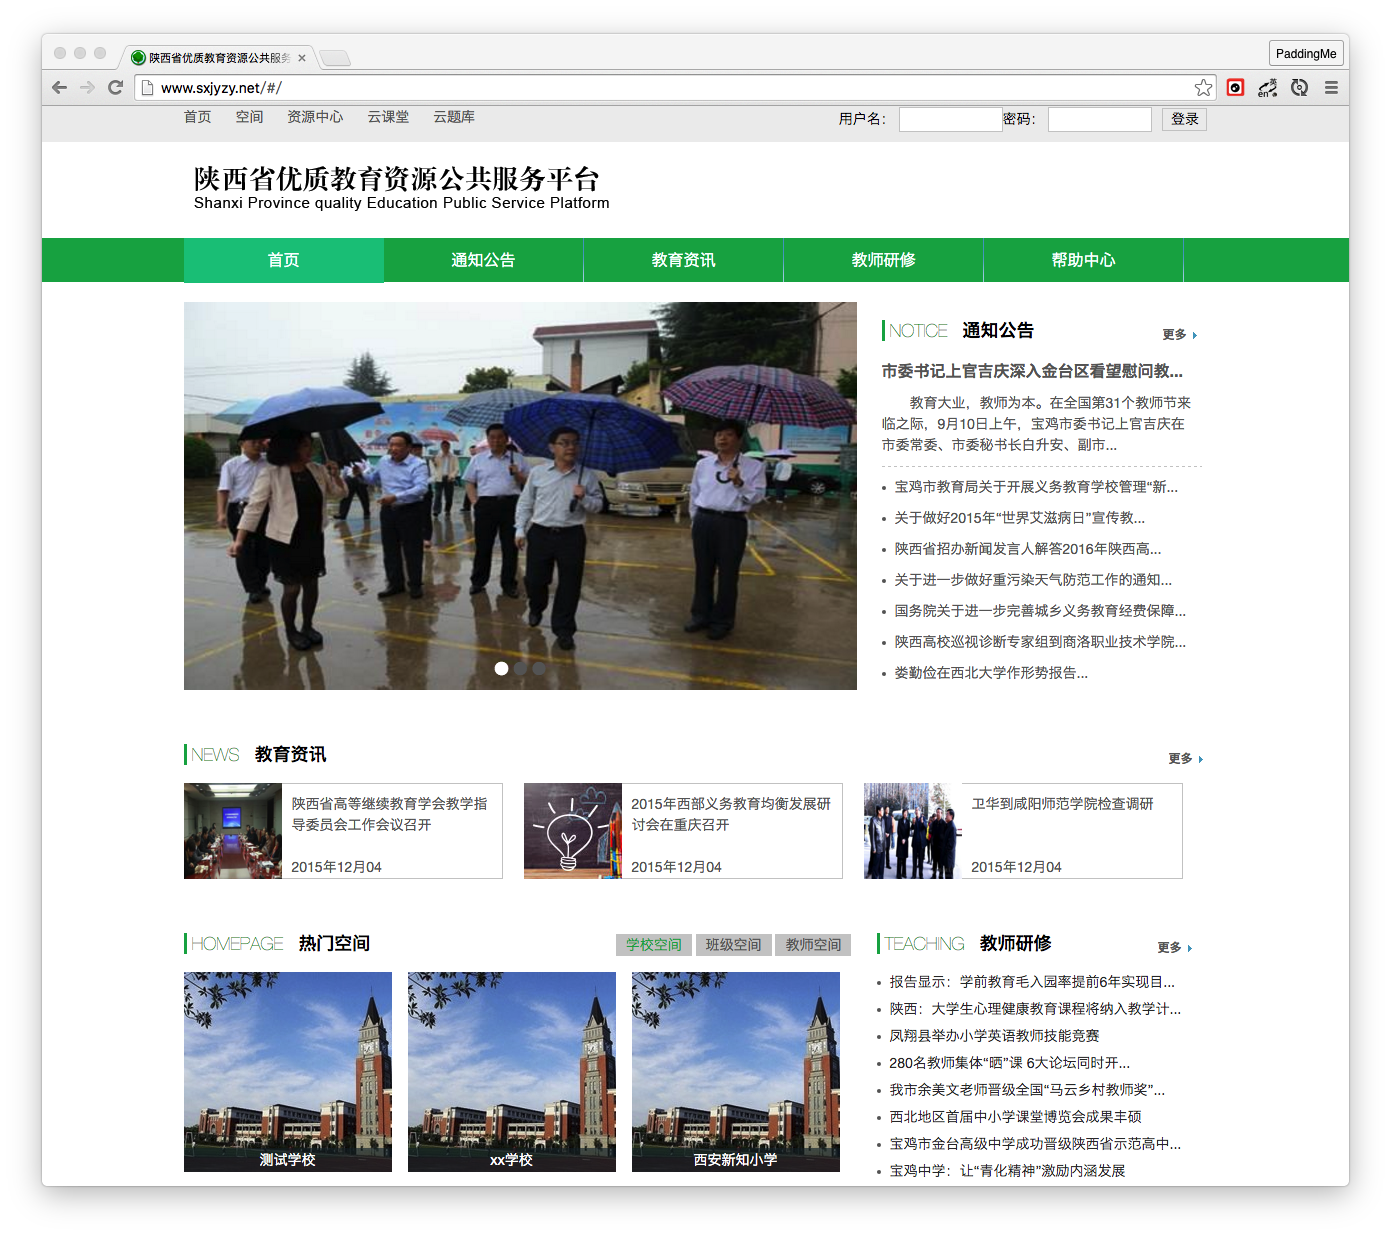 陕西省优质教育资源公共服务
PaddingMe
www.sxjyzy.net/#/
首页 空间 资源中心 云课堂 云题库
用户名： 密码： 登录
陕西省优质教育资源公共服务平台
Shanxi Province quality Education Public Service Platform
首页 通知公告 教育资讯 教师研修 帮助中心
NOTICE 通知公告 更多
市委书记上官吉庆深入金台区看望慰问教...
教育大业，教师为本。在全国第31个教师节来
临之际，9月10日上午，宝鸡市委书记上官吉庆在
市委常委、市委秘书长白升安、副市...
宝鸡市教育局关于开展义务教育学校管理“新...
关于做好2015年“世界艾滋病日”宣传教...
陕西省招办新闻发言人解答2016年陕西高...
关于进一步做好重污染天气防范工作的通知...
国务院关于进一步完善城乡义务教育经费保障...
陕西高校巡视诊断专家组到商洛职业技术学院...
娄勤俭在西北大学作形势报告...
NEWS 教育资讯 更多
陕西省高等继续教育学会教学指
导委员会工作会议召开
2015年12月04
2015年西部义务教育均衡发展研
讨会在重庆召开
2015年12月04
卫华到咸阳师范学院检查调研
2015年12月04
HOMEPAGE 热门空间 学校空间 班级空间 教师空间
测试学校
xx学校
西安新知小学
TEACHING 教师研修 更多
报告显示：学前教育毛入园率提前6年实现目...
陕西：大学生心理健康教育课程将纳入教学计...
凤翔县举办小学英语教师技能竞赛
280名教师集体“晒”课 6大论坛同时开...
我市余美文老师晋级全国“马云乡村教师奖”...
西北地区首届中小学课堂博览会成果丰硕
宝鸡市金台高级中学成功晋级陕西省示范高中...
宝鸡中学：让“青化精神”激励内涵发展